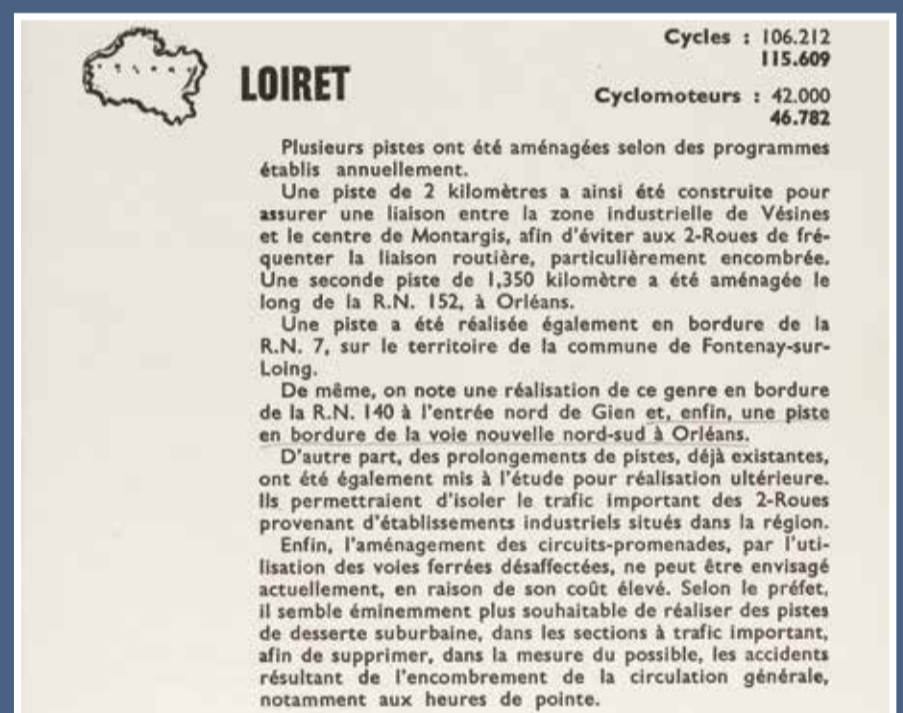 Cycles : 106.212
115.609
LOIRET
Cyclomoteurs : 42.000
46.782
Plusieurs pistes ont été aménagées selon des programmes
établis annuellement.
Une piste de 2 kilomètres a ainsi été construite pour
assurer une liaison entre la zone industrielle de Vésines
et le centre de Montargis, afin d'éviter aux 2-Roues de fré-
quenter la liaison routière, particulièrement encombrée.
Une seconde piste de 1,350 kilomètre a été aménagée le
long de la R.N. 152, à Orléans.
Une piste a été réalisée également en bordure de la
R.N. 7, sur le territoire de la commune de Fontenay-sur-
Loing.
De même, on note une réalisation de ce genre en bordure
de la R.N. 140 à l'entrée nord de Gien et, enfin, une piste
en bordure de la voie nouvelle nord-sud à Orléans.
D'autre part, des prolongements de pistes, déjà existantes,
ont été également mis à l'étude pour réalisation ultérieure.
Ils permettraient d'isoler le trafic important des 2-Roues
provenant d'établissements industriels situés dans la région.
Enfin, l'aménagement des circuits-promenades, par l'uti-
lisation des voies ferrées désaffectées, ne peut être envisagé
actuellement, en raison de son coût élevé. Selon le préfet,
il semble éminemment plus souhaitable de réaliser des pistes
de desserte suburbaine, dans les sections à trafic important,
afin de supprimer, dans la mesure du possible, les accidents
résultant de l'encombrement de la circulation générale,
notamment aux heures de pointe.